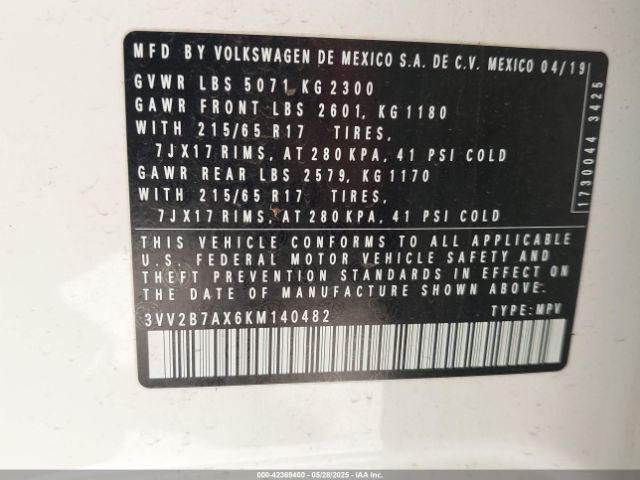 MFD BY VOLKSWAGEN DE MEXICO S.A. DE C.V. MEXICO 04/19
GVWR LBS 5071, KG 2300
GAWR FRONT LBS 2601, KG 1180
WITH 215/65 R17 TIRES,
7JX17 RIMS, AT 280 KPA, 41 PSI COLD
GAWR REAR LBS 2579, KG 1170
WITH 215/65 R17 TIRES,
7JX17 RIMS, AT 280 KPA, 41 PSI COLD
1730044 3425
THIS VEHICLE CONFORMS TO ALL APPLICABLE
U.S. FEDERAL MOTOR VEHICLE SAFETY AND
THEFT PREVENTION STANDARDS IN EFFECT ON
THE DATE OF MANUFACTURE SHOWN ABOVE.
3VV2B7AX6KM140482 TYPE: MPV
000-42369400 - 05/28/2025 - IAAI, Copyright